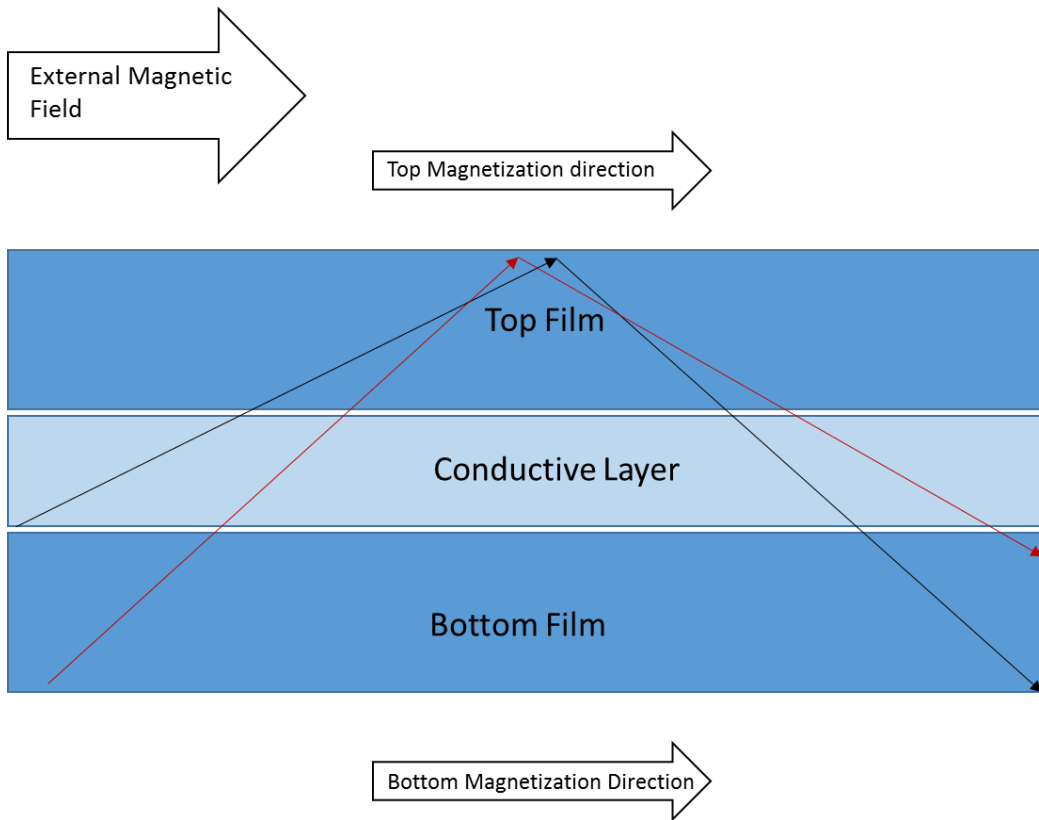 External Magnetic
Field
Top Magnetization direction
Top Film
Conductive Layer
Bottom Film
Bottom Magnetization Direction